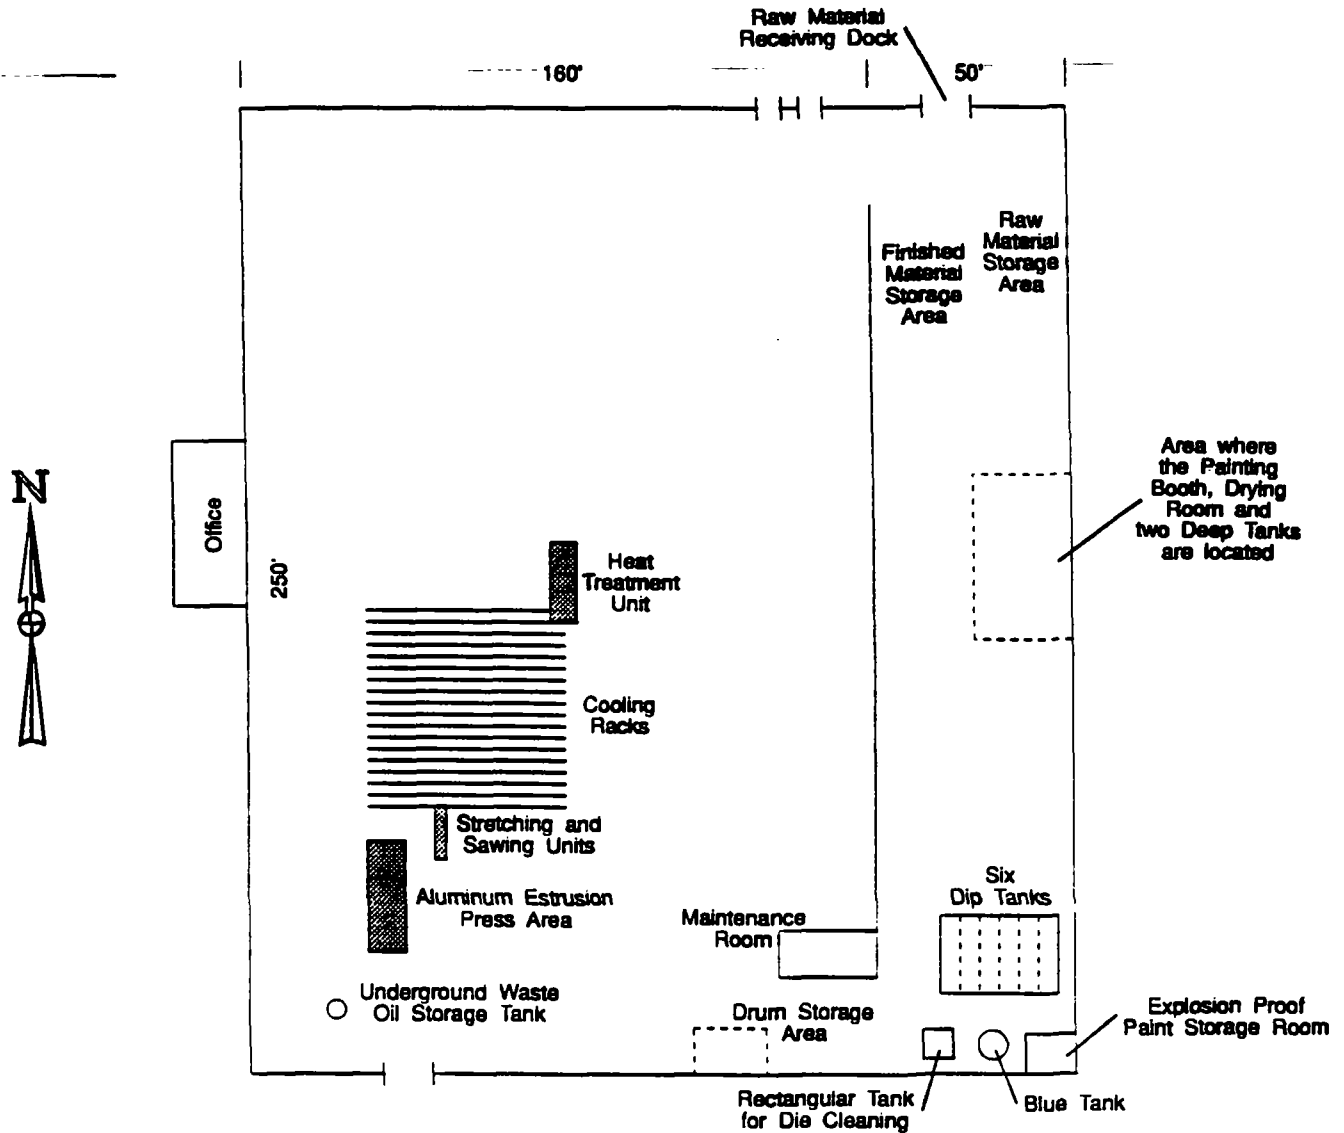 Raw Material
Receiving Dock
160'
50'
Raw
Material
Storage
Area
Finished
Material
Storage
Area
Area where
the Painting
Booth, Drying
Room and
two Deep Tanks
are located
N
Office
250'
Heat
Treatment
Unit
Cooling
Racks
Stretching and
Sawing Units
Aluminum Estrusion
Press Area
Six
Dip Tanks
Maintenance
Room
Underground Waste
Oil Storage Tank
Drum Storage
Area
Explosion Proof
Paint Storage Room
Rectangular Tank
for Die Cleaning
Blue Tank